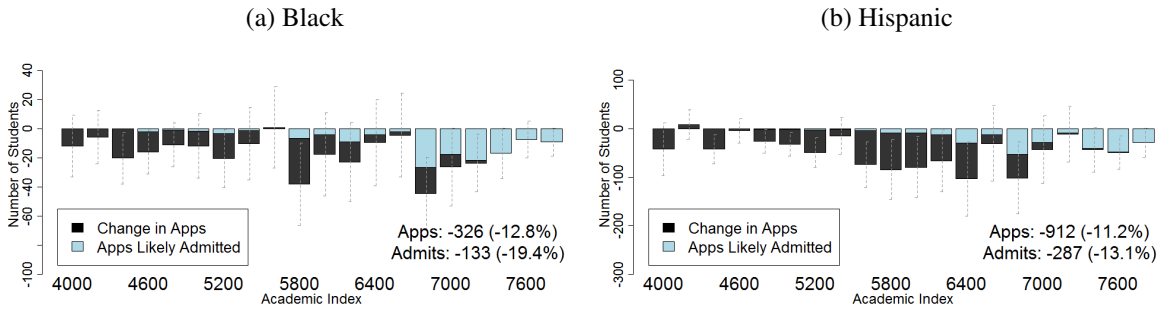 (a) Black
Number of Students
40
20
0
-20
-40
-60
-100
Change in Apps
Apps Likely Admitted
Apps: -326 (-12.8%)
Admits: -133 (-19.4%)
4000 4600 5200 5800 6400 7000 7600
Academic Index
(b) Hispanic
Number of Students
100
0
-100
-200
-300
Change in Apps
Apps Likely Admitted
Apps: -912 (-11.2%)
Admits: -287 (-13.1%)
4000 4600 5200 5800 6400 7000 7600
Academic Index